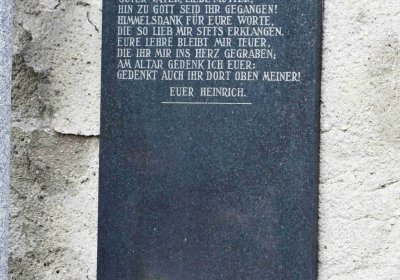 GUTER VATER, LIEBE MUTTER,
HIN ZU GOTT SEID IHR GEGANGEN!
HIMMELSDANK FÜR EURE WORTE,
DIE SO LIEB MIR STETS ERKLANGEN.
EURE LEHRE BLEIBT MIR TEUER,
DIE IHR MIR INS HERZ GEGRABEN;
AM ALTAR GEDENK ICH EUER:
GEDENKT AUCH IHR DORT OBEN MEINER!
EUER HEINRICH.